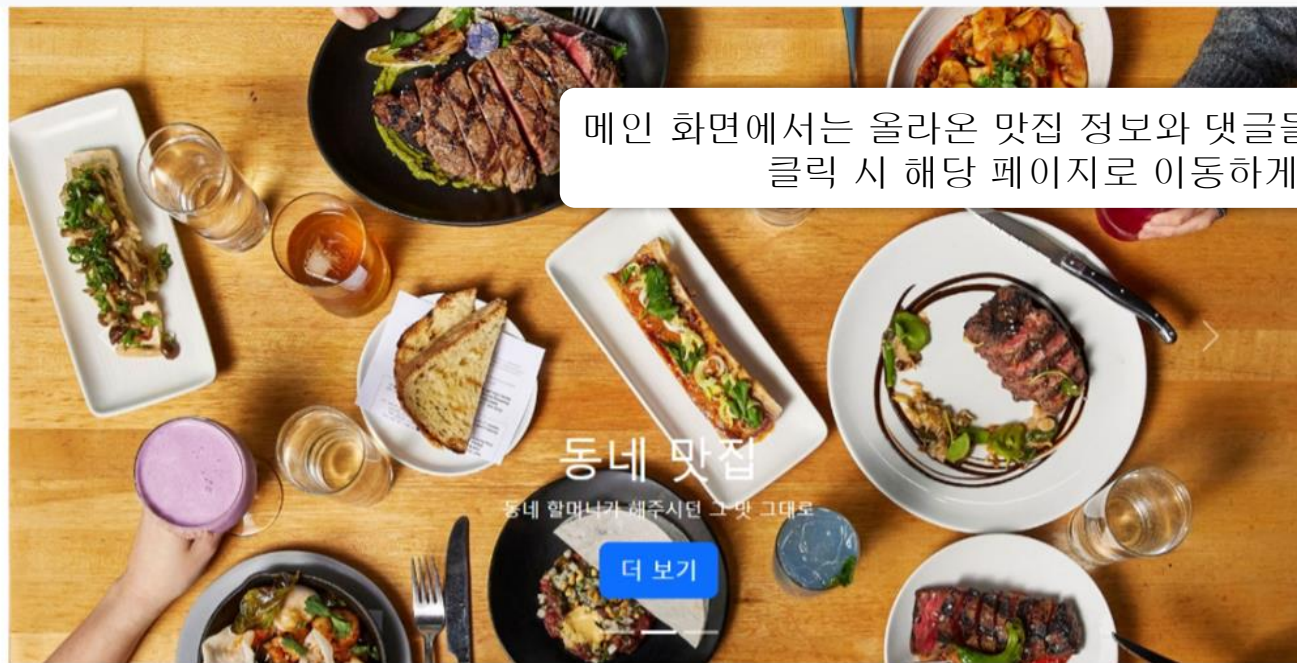 메인 화면에서는 올라온 맛집 정보와 댓글들
클릭 시 해당 페이지로 이동하게
동네 맛집
동네 할머니가 해주시던 그 맛 그대로
더 보기